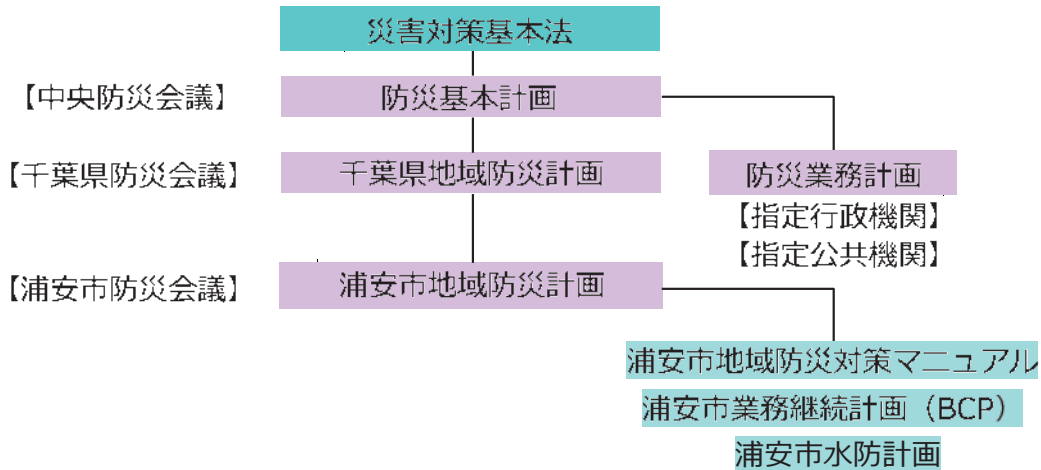 災害対策基本法
【中央防災会議】
防災基本計画
【千葉県防災会議】
千葉県地域防災計画
防災業務計画
【指定行政機関】
【指定公共機関】
【浦安市防災会議】
浦安市地域防災計画
浦安市地域防災対策マニュアル
浦安市業務継続計画（BCP）
浦安市水防計画